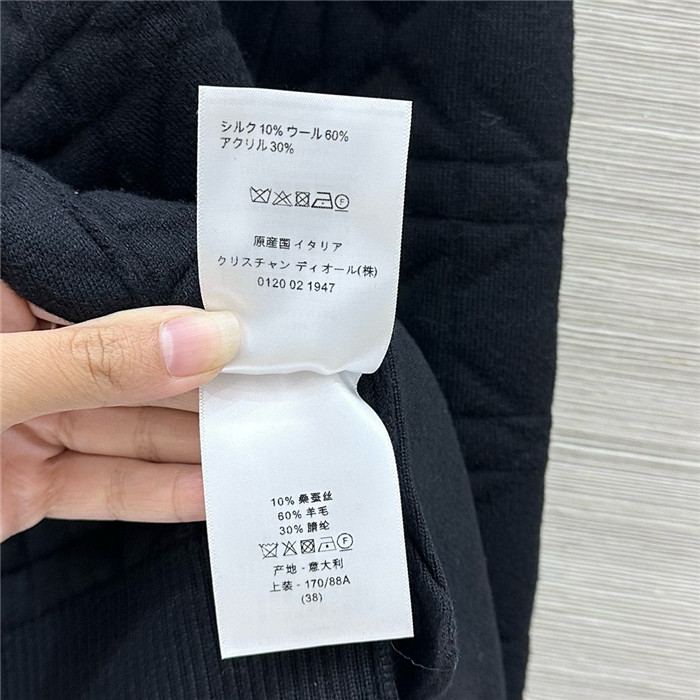 シルク 10% ウール 60%
アクリル 30%
F
原産国 イタリア
クリスチャン ディオール(株)
0120 02 1947
10% 桑蚕丝
60% 羊毛
30% 腈纶
F
产地 - 意大利
上装 - 170/88A
(38)